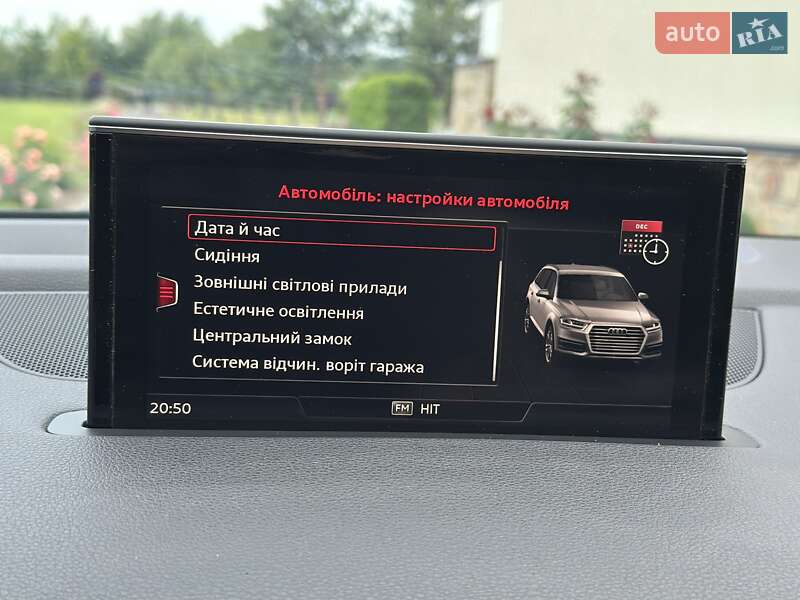 auto RIA.com
Автомобіль: настройки автомобіля
DEC
Дата й час
Сидіння
Зовнішні світлові прилади
Естетичне освітлення
Центральний замок
Система відчин. воріт гаража
20:50 FM HIT